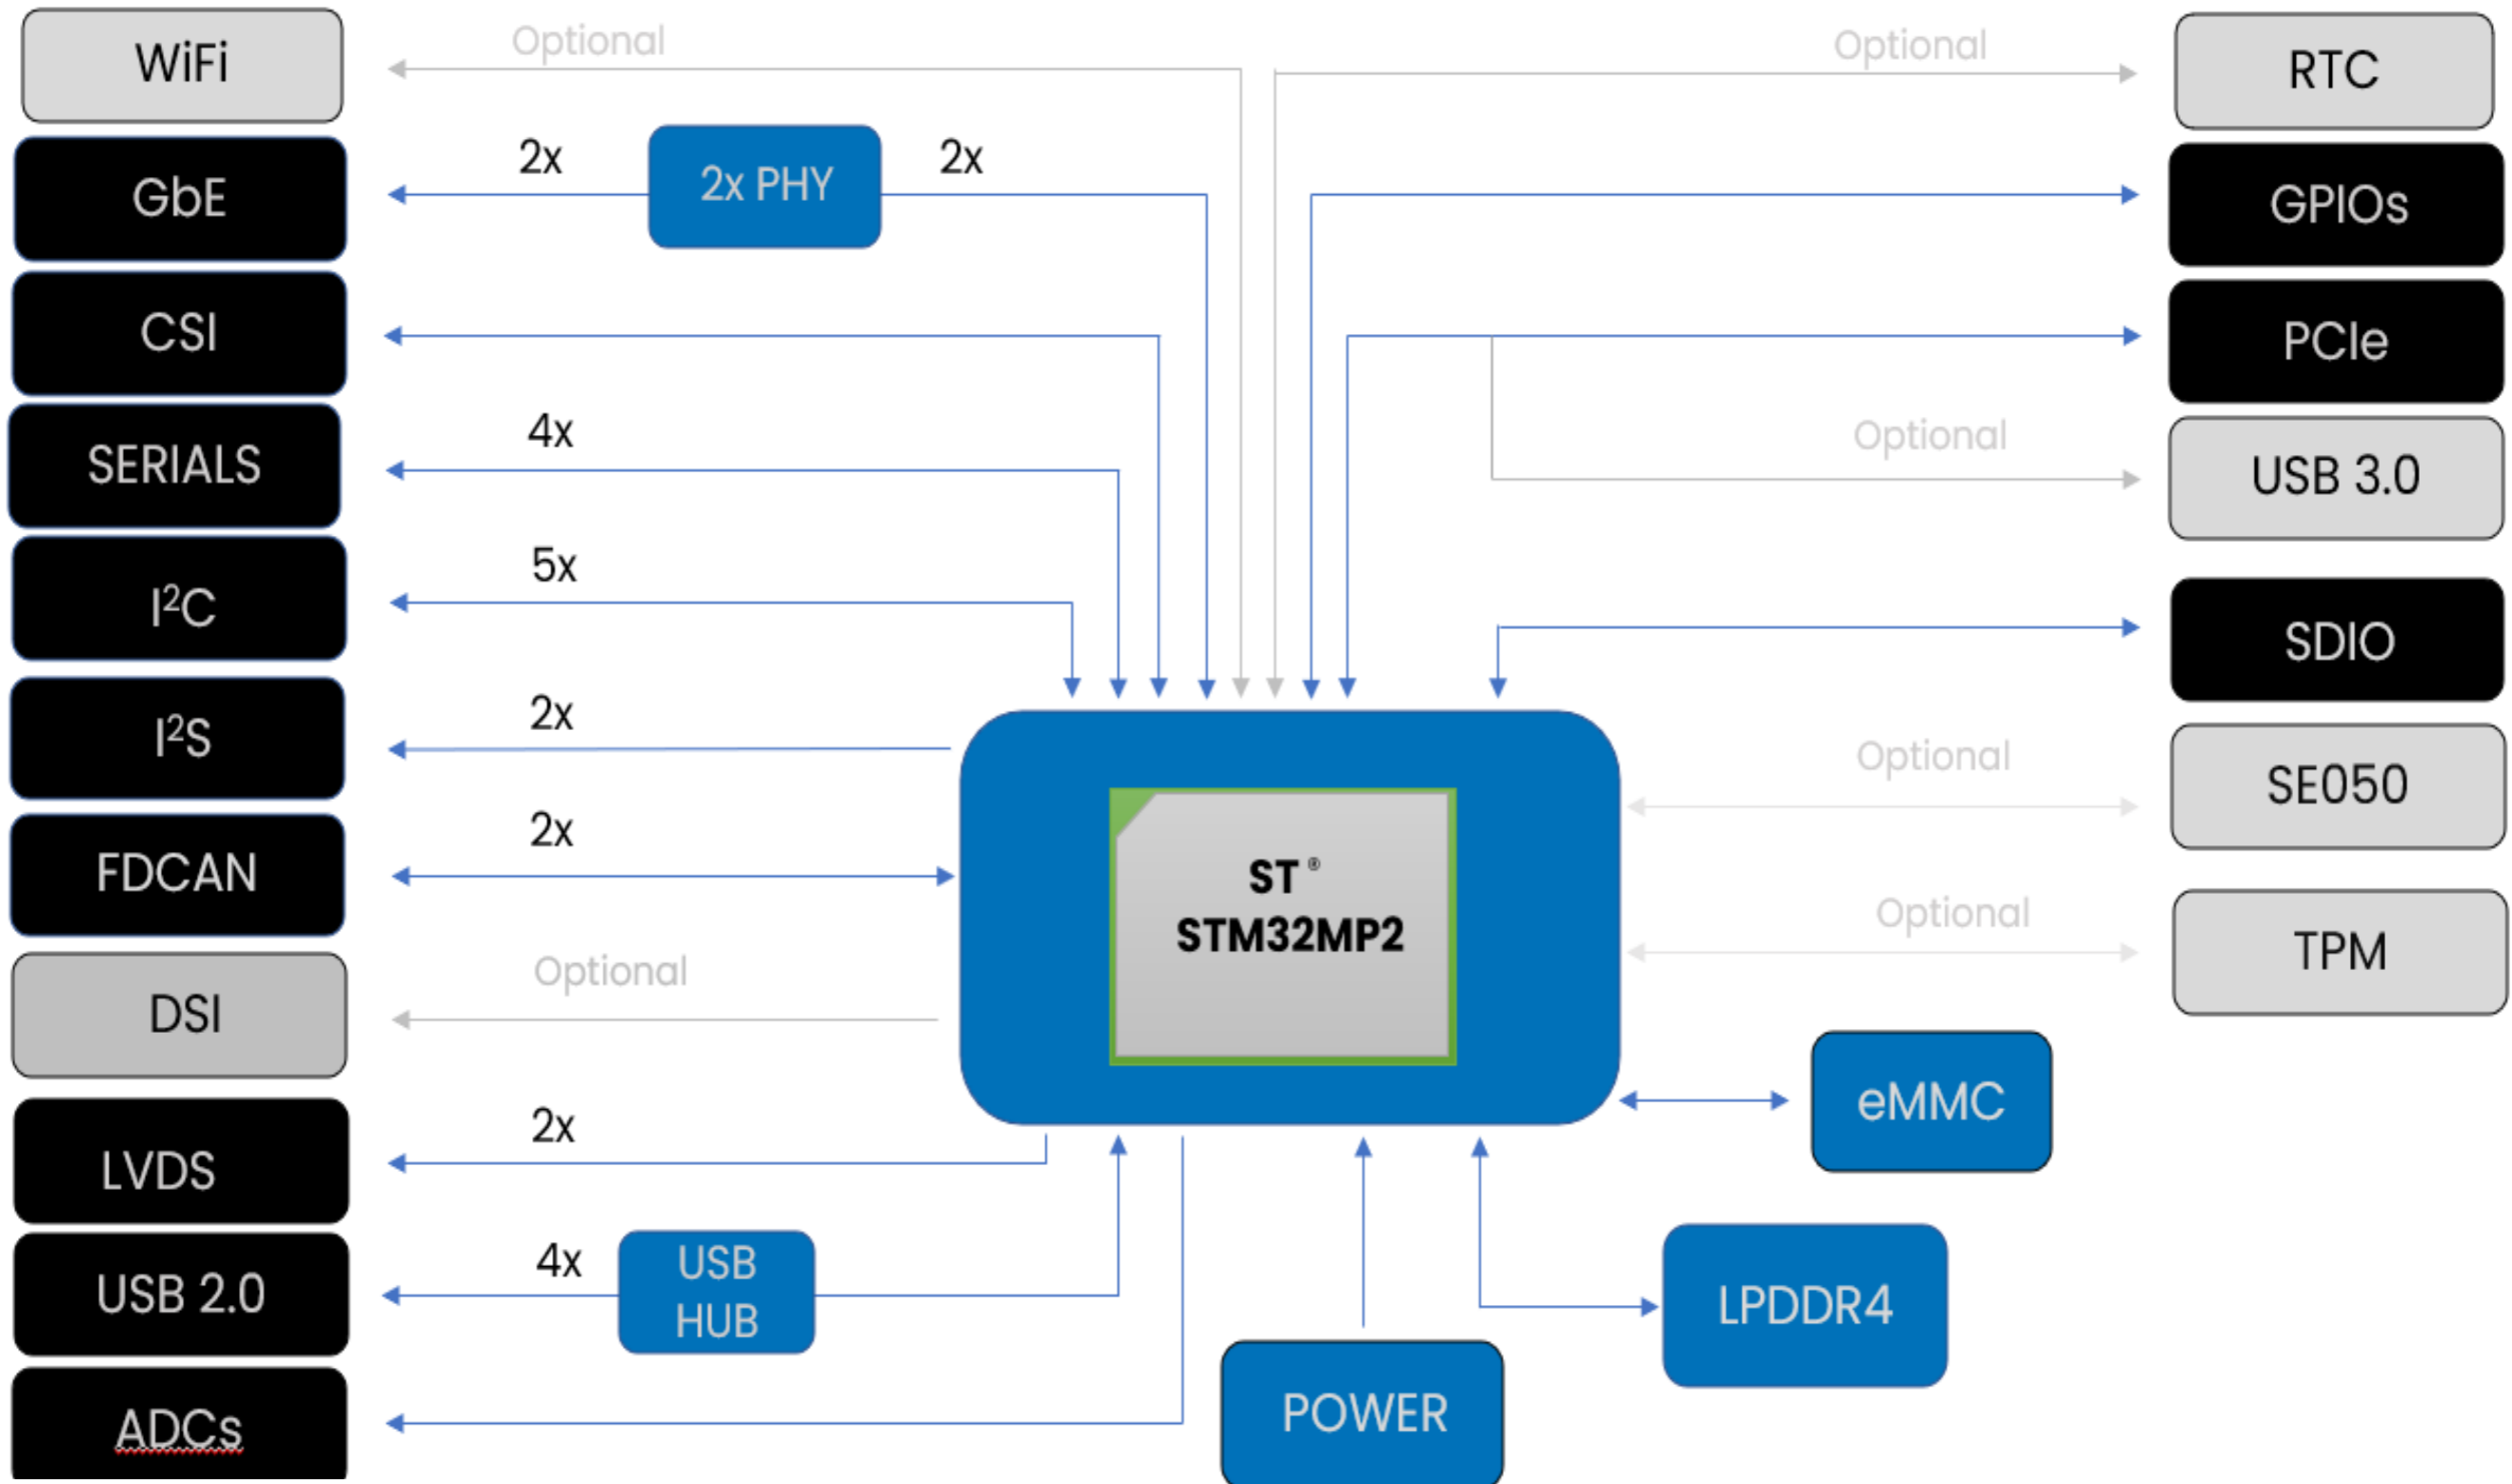 WiFi
Optional
Optional
RTC
GbE
2x
2x PHY
2x
GPIOs
CSI
PCIe
SERIALS
4x
Optional
USB 3.0
I²C
5x
SDIO
I²S
2x
Optional
SE050
FDCAN
2x
ST ®
STM32MP2
Optional
TPM
DSI
Optional
eMMC
LVDS
2x
USB 2.0
4x
USB
HUB
LPDDR4
ADCs
POWER